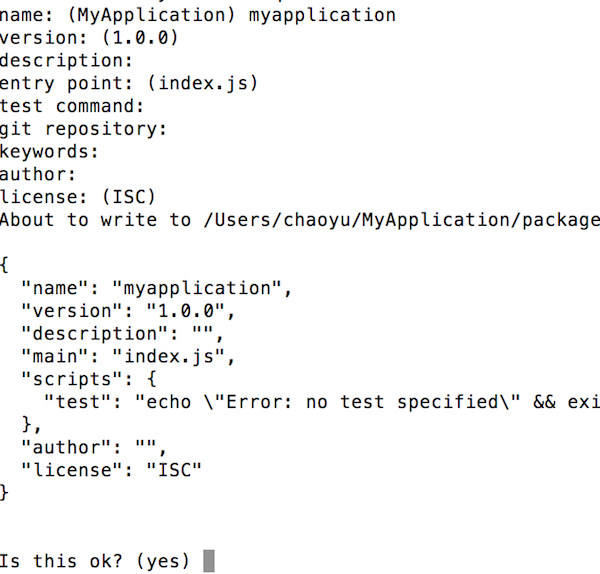 name: (MyApplication) myapplication
version: (1.0.0)
description:
entry point: (index.js)
test command:
git repository:
keywords:
author:
license: (ISC)
About to write to /Users/chaoyu/MyApplication/package
{
  "name": "myapplication",
  "version": "1.0.0",
  "description": "",
  "main": "index.js",
  "scripts": {
    "test": "echo \"Error: no test specified\" && exi
  },
  "author": "",
  "license": "ISC"
}
Is this ok? (yes)